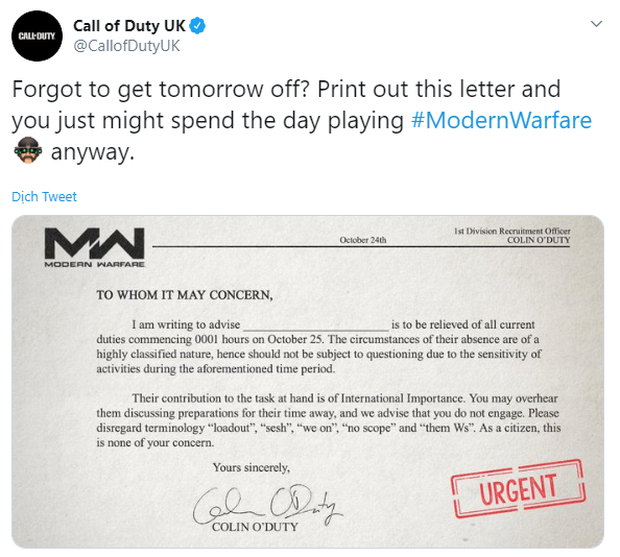 CALL·DUTY
Call of Duty UK
@CallofDutyUK
Forgot to get tomorrow off? Print out this letter and
you just might spend the day playing #ModernWarfare
anyway.
Dịch Tweet
MW
MODERN WARFARE
October 24th
1st Division Recruitment Officer
COLIN O'DUTY
TO WHOM IT MAY CONCERN,
I am writing to advise ____________________ is to be relieved of all current
duties commencing 0001 hours on October 25. The circumstances of their absence are of a
highly classified nature, hence should not be subject to questioning due to the sensitivity of
activities during the aforementioned time period.
Their contribution to the task at hand is of International Importance. You may overhear
them discussing preparations for their time away, and we advise that you do not engage. Please
disregard terminology “loadout”, “sesh”, “we on”, “no scope” and “them Ws”. As a citizen, this
is none of your concern.
Yours sincerely,
Colin O'Duty
COLIN O'DUTY
URGENT